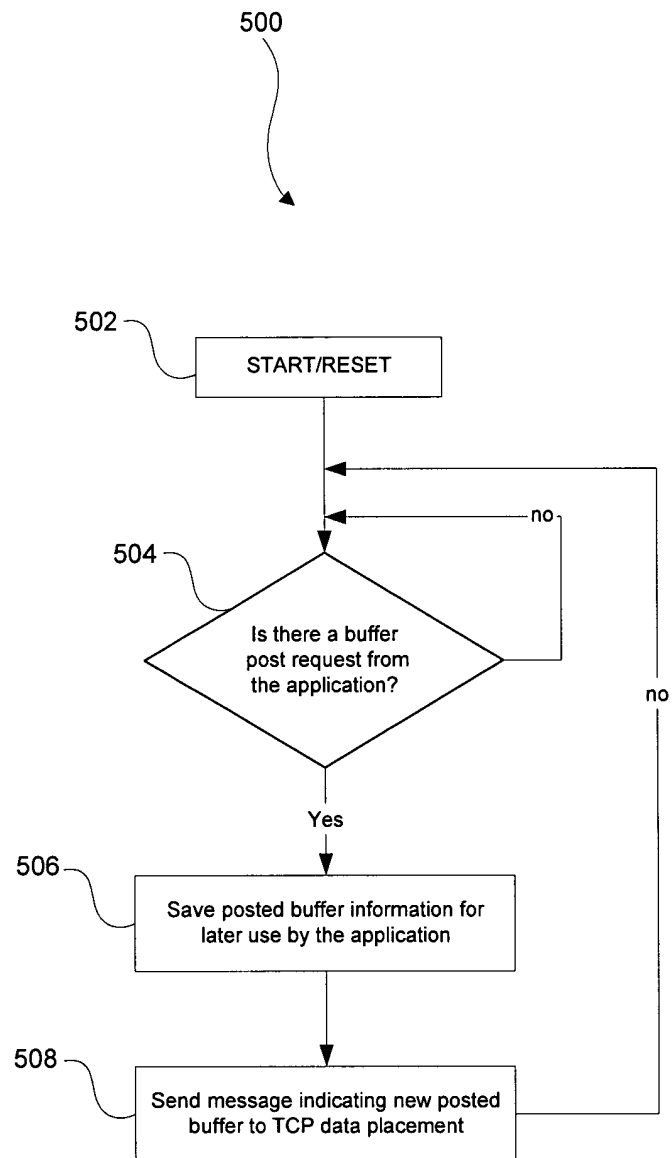 500
502
START/RESET
no
504
Is there a buffer
post request from
the application?
no
Yes
506
Save posted buffer information for
later use by the application
508
Send message indicating new posted
buffer to TCP data placement